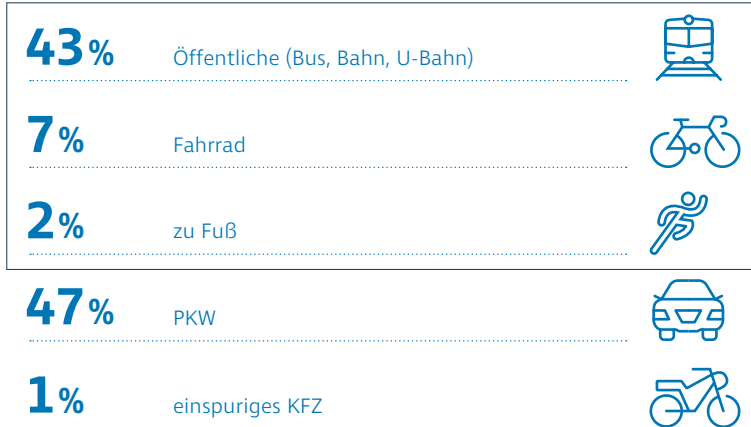 43% Öffentliche (Bus, Bahn, U-Bahn)
7% Fahrrad
2% zu Fuß
47% PKW
1% einspuriges KFZ